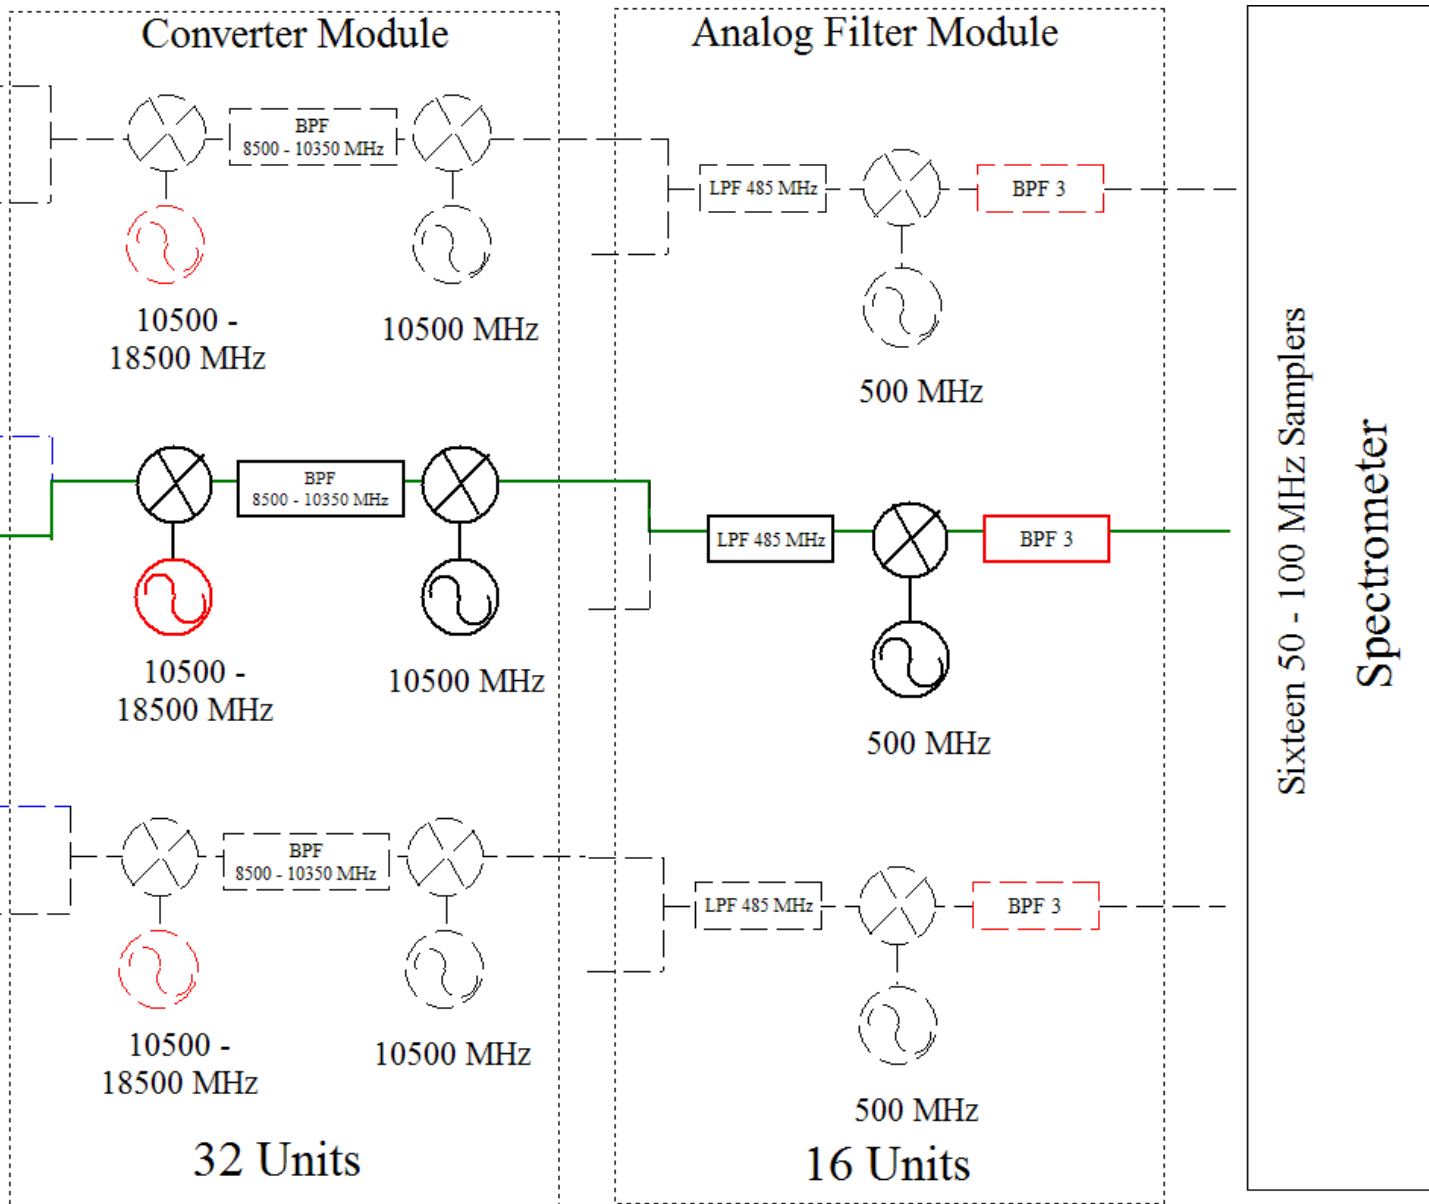 Converter Module
Analog Filter Module
BPF
8500 - 10350 MHz
LPF 485 MHz
BPF 3
10500 -
18500 MHz
10500 MHz
500 MHz
BPF
8500 - 10350 MHz
LPF 485 MHz
BPF 3
10500 -
18500 MHz
10500 MHz
500 MHz
BPF
8500 - 10350 MHz
LPF 485 MHz
BPF 3
10500 -
18500 MHz
10500 MHz
500 MHz
32 Units
16 Units
Sixteen 50 - 100 MHz Samplers
Spectrometer